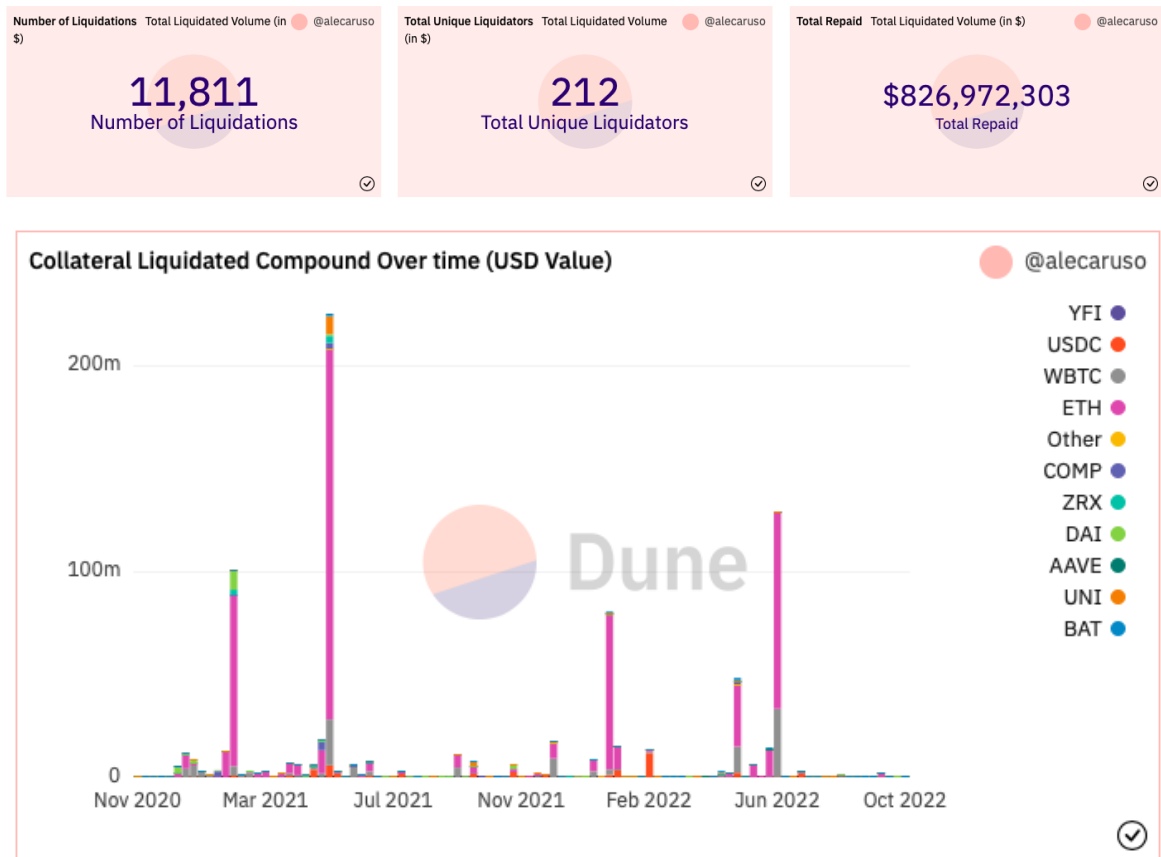 Number of Liquidations Total Liquidated Volume (in $) @alecaruso
11,811
Number of Liquidations
Total Unique Liquidators Total Liquidated Volume (in $) @alecaruso
212
Total Unique Liquidators
Total Repaid Total Liquidated Volume (in $) @alecaruso
$826,972,303
Total Repaid
Collateral Liquidated Compound Over time (USD Value) @alecaruso
200m
100m
0
Nov 2020 Mar 2021 Jul 2021 Nov 2021 Feb 2022 Jun 2022 Oct 2022
Dune
YFI
USDC
WBTC
ETH
Other
COMP
ZRX
DAI
AAVE
UNI
BAT